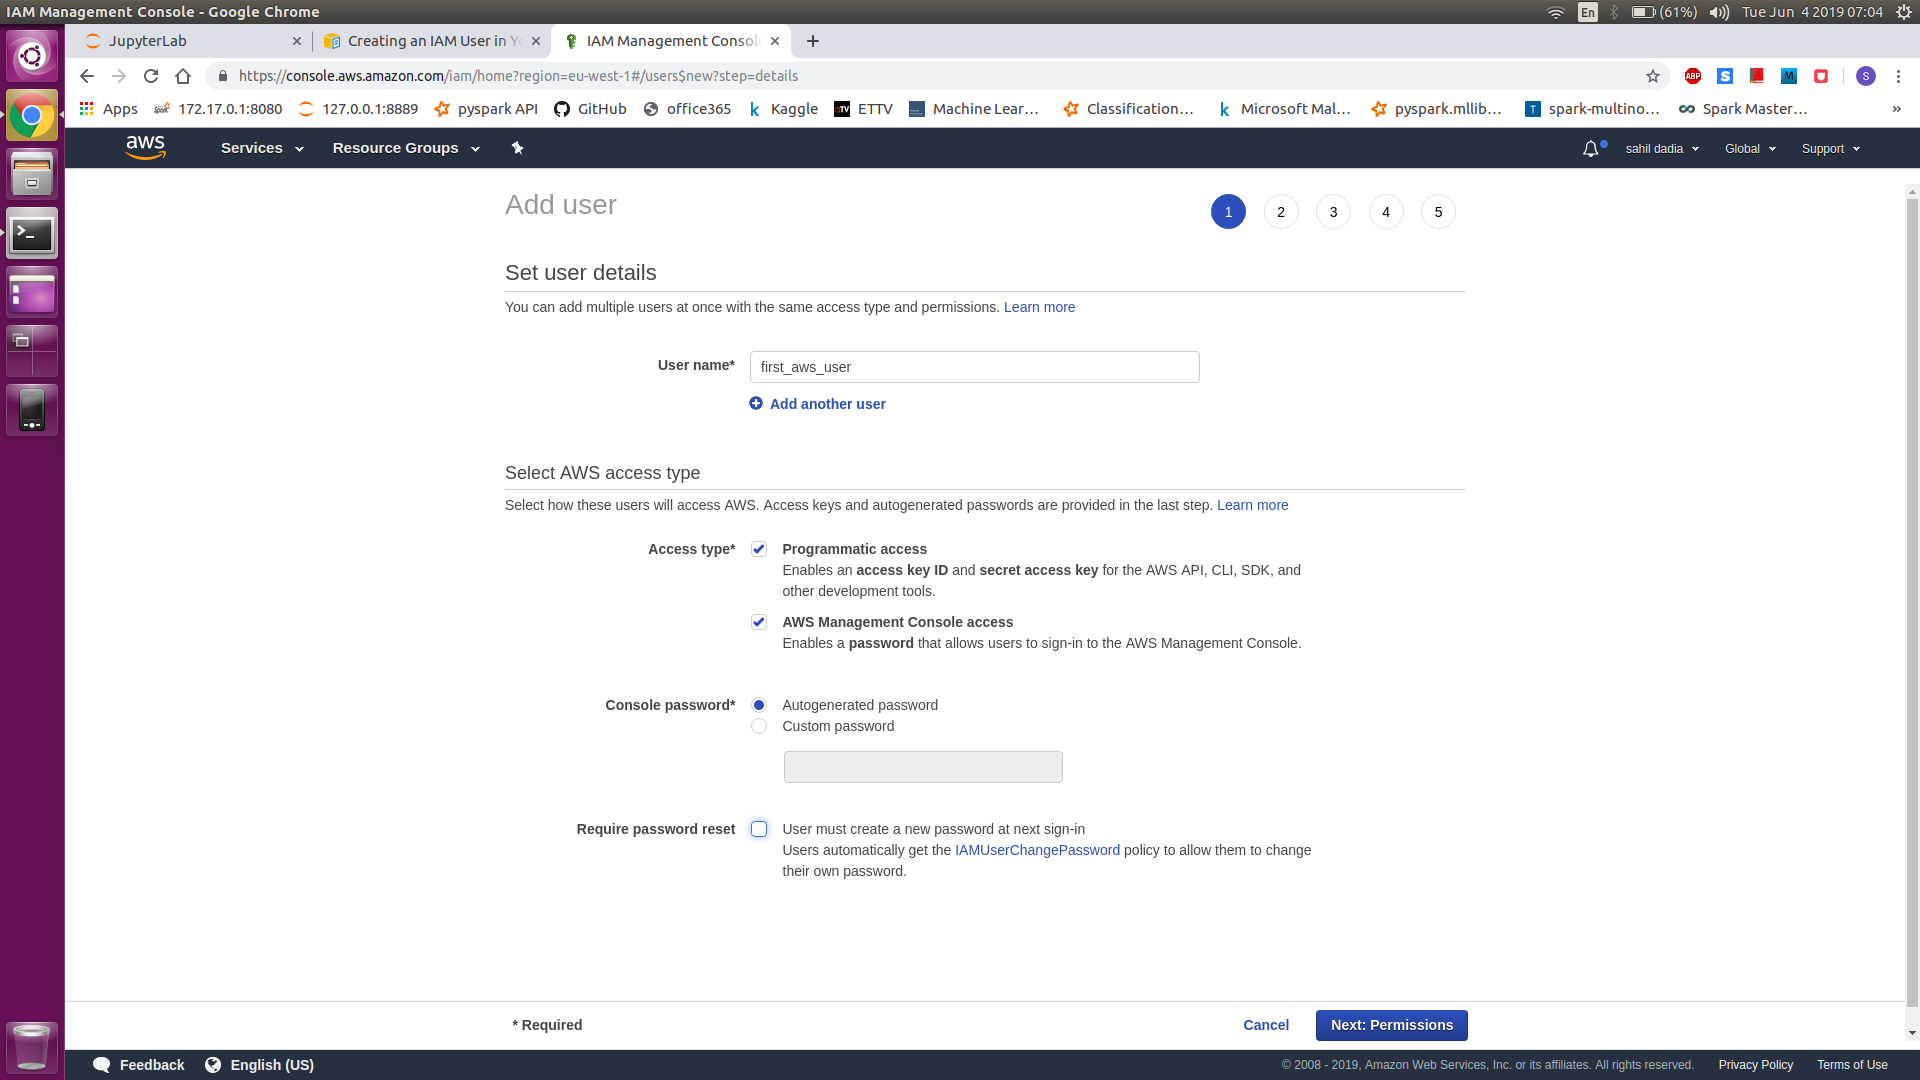 IAM Management Console - Google Chrome
En (61%) Tue Jun 4 2019 07:04
JupyterLab
Creating an IAM User in Yo
IAM Management Consol
https://console.aws.amazon.com/iam/home?region=eu-west-1#/users$new?step=details
ABP S M S
Apps 172.17.0.1:8080 127.0.0.1:8889 pyspark API GitHub office365 k Kaggle ETTV Machine Lear... Classification... k Microsoft Mal... pyspark.mllib... T spark-multino... Spark Master... »
aws Services Resource Groups sahil dadia Global Support
Add user
1 2 3 4 5
Set user details
You can add multiple users at once with the same access type and permissions. Learn more
User name* first_aws_user
Add another user
Select AWS access type
Select how these users will access AWS. Access keys and autogenerated passwords are provided in the last step. Learn more
Access type* Programmatic access
Enables an access key ID and secret access key for the AWS API, CLI, SDK, and
other development tools.
AWS Management Console access
Enables a password that allows users to sign-in to the AWS Management Console.
Console password* Autogenerated password
Custom password
Require password reset User must create a new password at next sign-in
Users automatically get the IAMUserChangePassword policy to allow them to change
their own password.
* Required Cancel Next: Permissions
Feedback English (US) © 2008 - 2019, Amazon Web Services, Inc. or its affiliates. All rights reserved. Privacy Policy Terms of Use